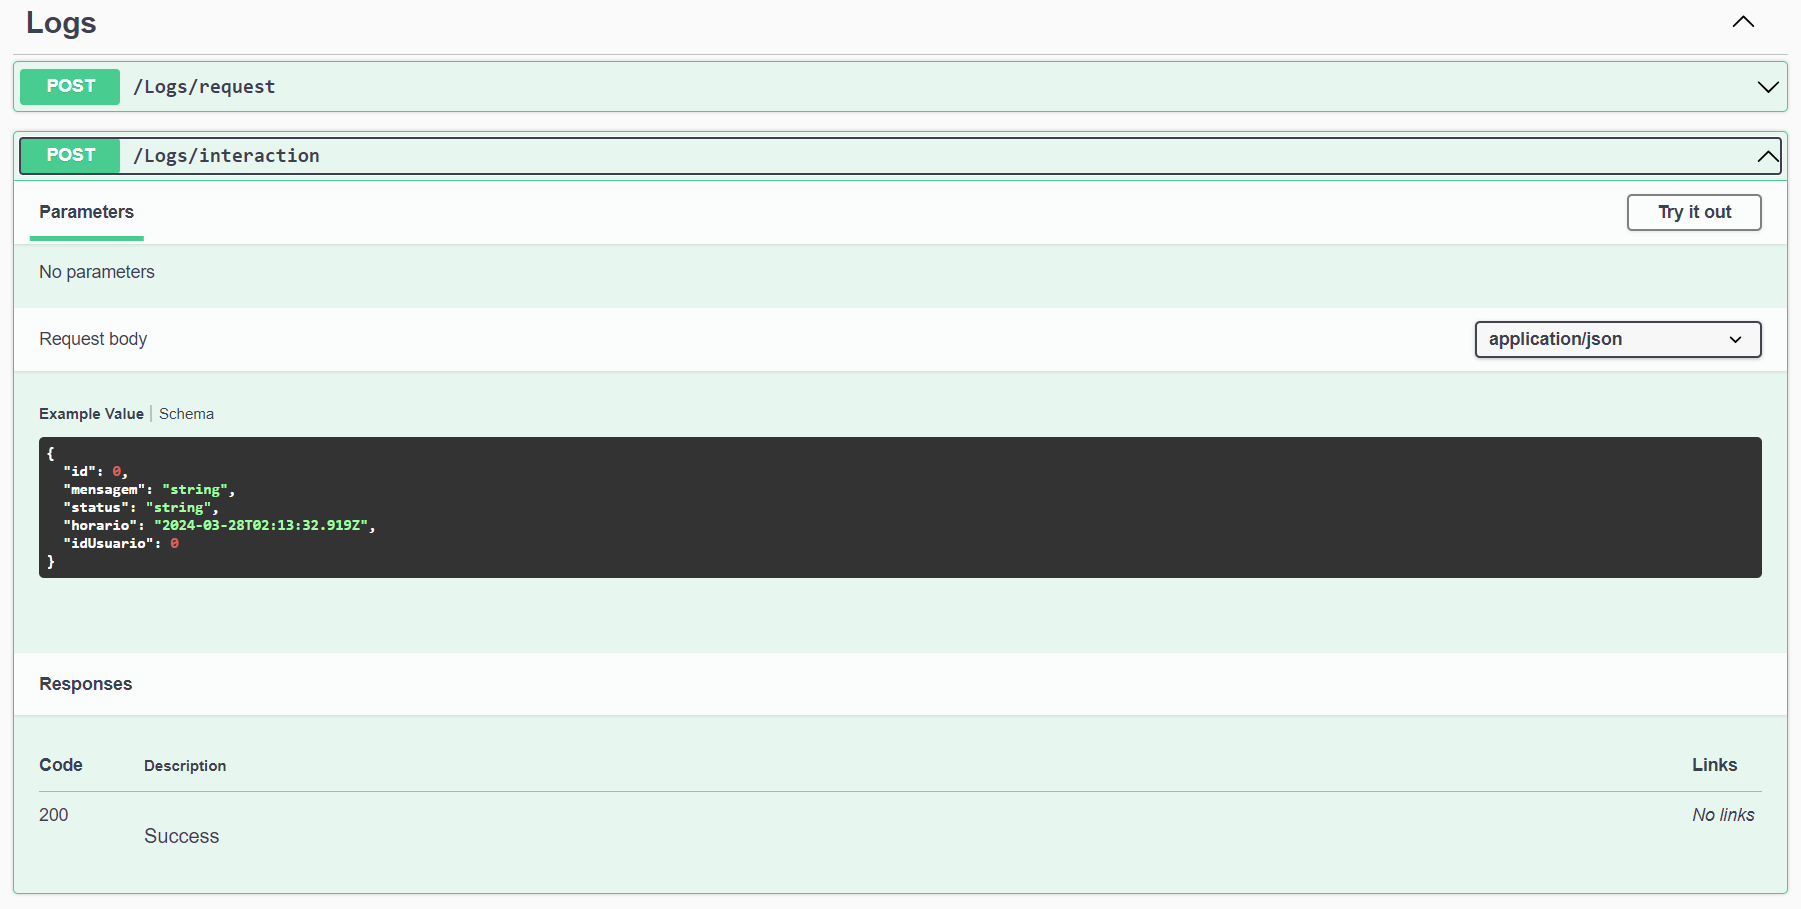 Logs
POST /Logs/request
POST /Logs/interaction
Parameters
Try it out
No parameters
Request body
application/json
Example Value | Schema
{
  "id": 0,
  "mensagem": "string",
  "status": "string",
  "horario": "2024-03-28T02:13:32.919Z",
  "idUsuario": 0
}
Responses
Code Description Links
200 No links
Success